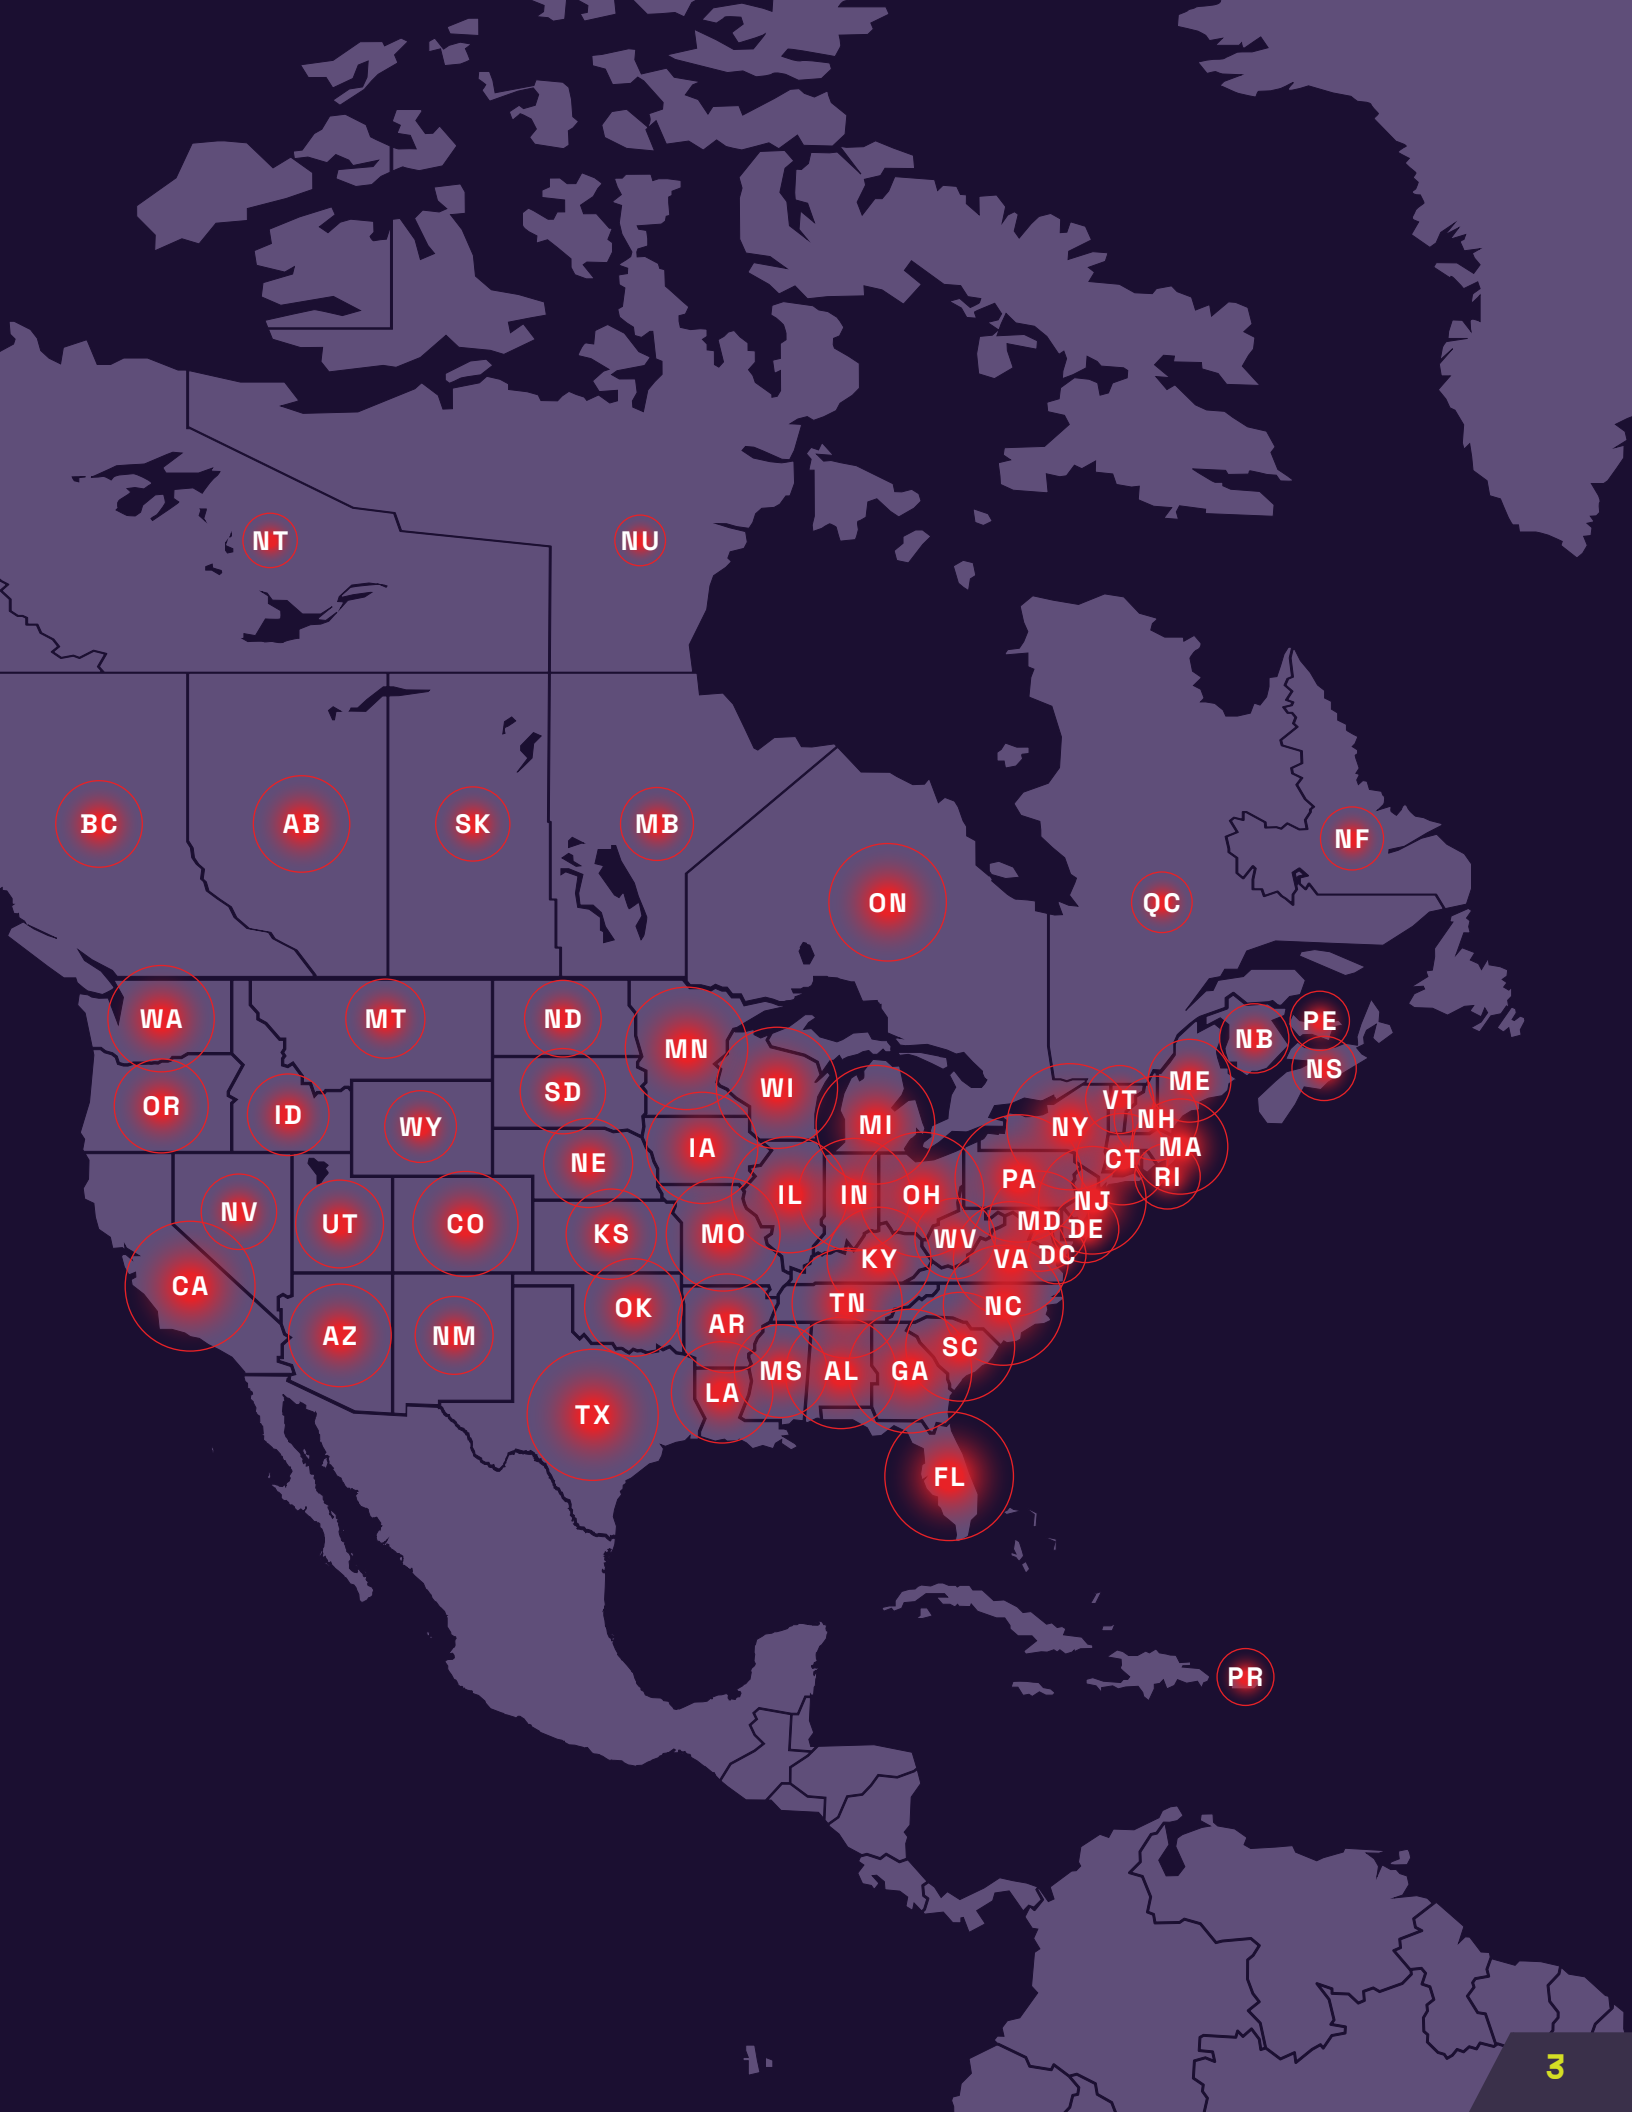 NT
NU
BC
AB
SK
MB
NF
ON
QC
WA
MT
ND
PE
NB
MN
NS
ME
WI
SD
VT
OR
ID
NH
MI
WY
NY
IA
MA
CT
NE
RI
PA
IL
IN
OH
NJ
NV
MD
UT
CO
DE
KS
MO
WV
DC
KY
VA
CA
TN
NC
OK
AR
AZ
NM
SC
MS
AL
GA
LA
TX
FL
PR
3